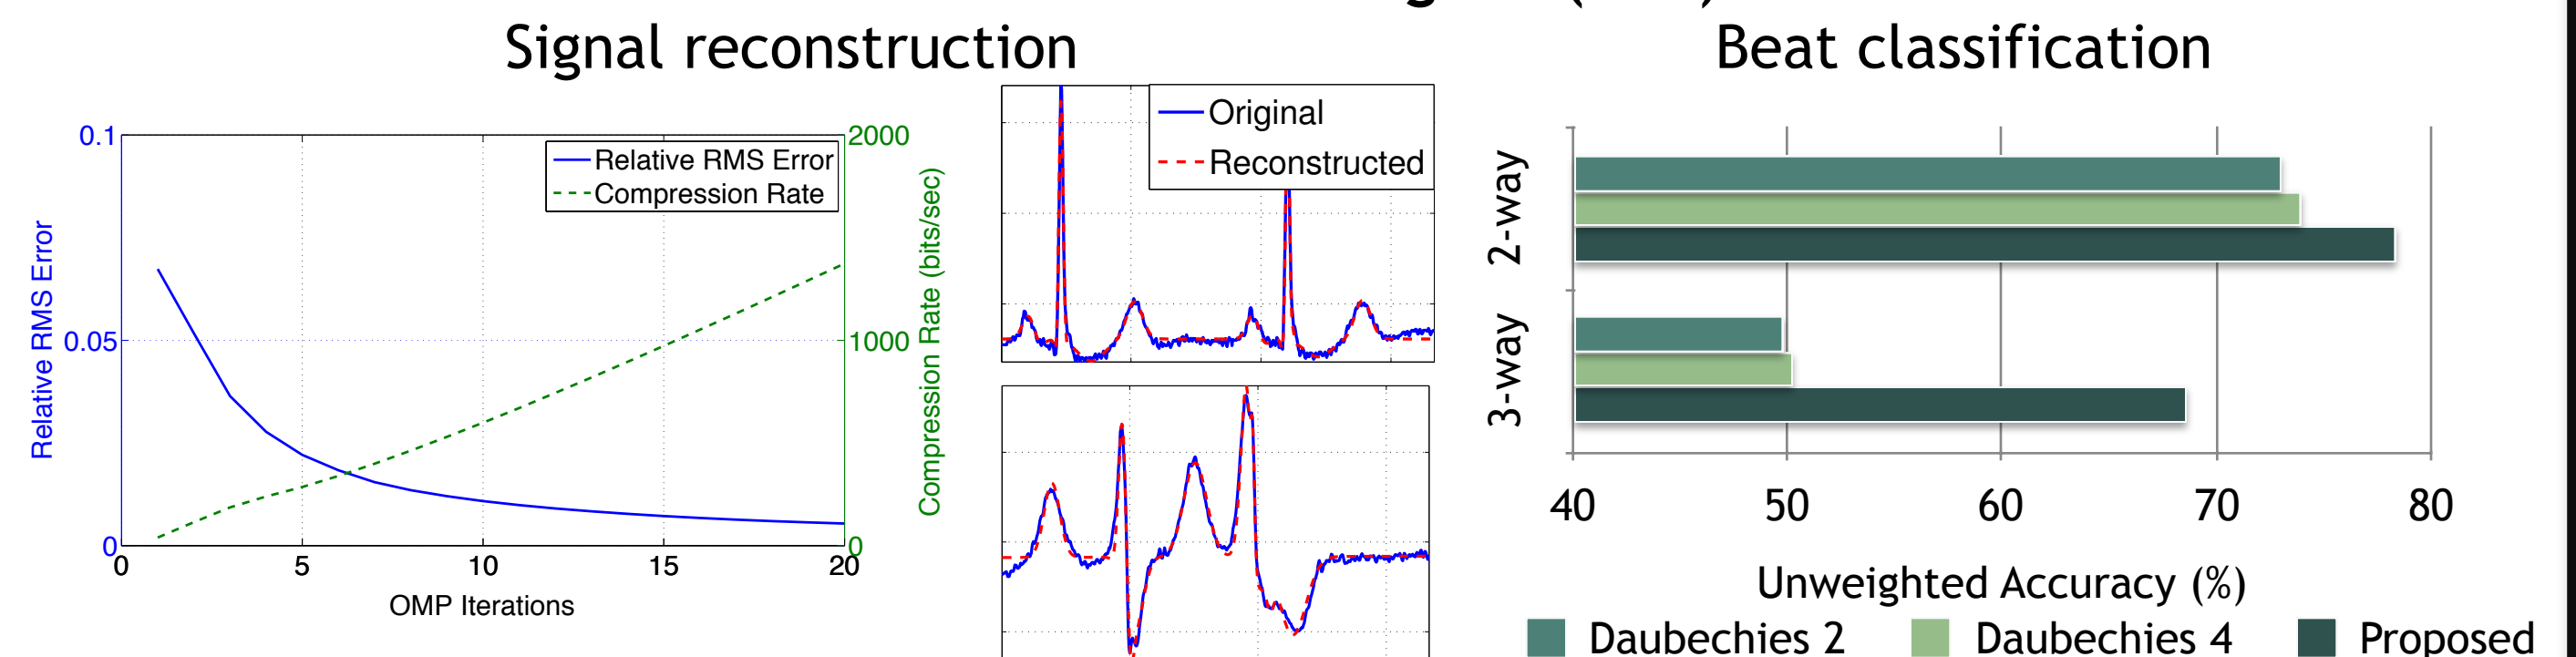 Signal reconstruction
0.1
0.05
0
Relative RMS Error
2000
1000
0
Compression Rate (bits/sec)
Relative RMS Error
Compression Rate
0 5 10 15 20
OMP Iterations
Original
Reconstructed
Beat classification
2-way
3-way
40 50 60 70 80
Unweighted Accuracy (%)
Daubechies 2 Daubechies 4 Proposed